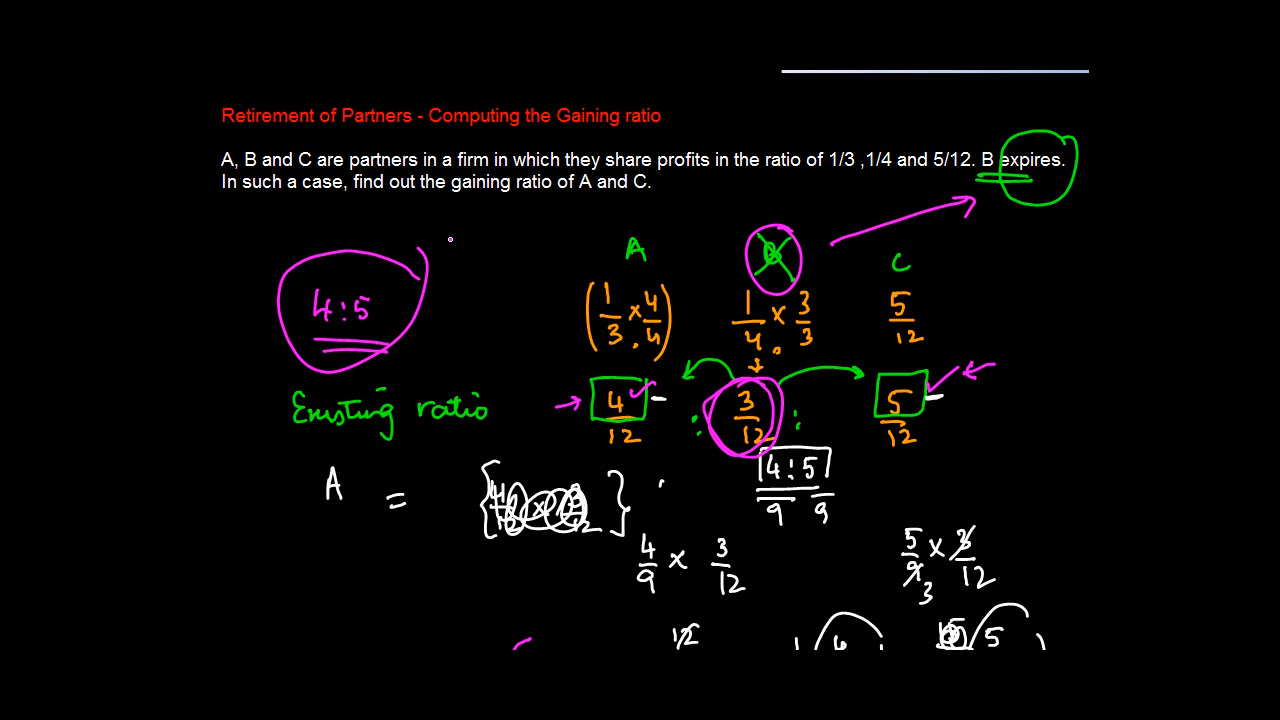 Retirement of Partners - Computing the Gaining ratio
A, B and C are partners in a firm in which they share profits in the ratio of 1/3 ,1/4 and 5/12. B expires.
In such a case, find out the gaining ratio of A and C.
A B C
4:5
(1/3 × 4/4) 1/4 × 3/3 5/12
Existing ratio 4/12 : 3/12 : 5/12
A = { }
4:5
9 9
4/9 × 3/12 5/9 × 3/12
3
12 5